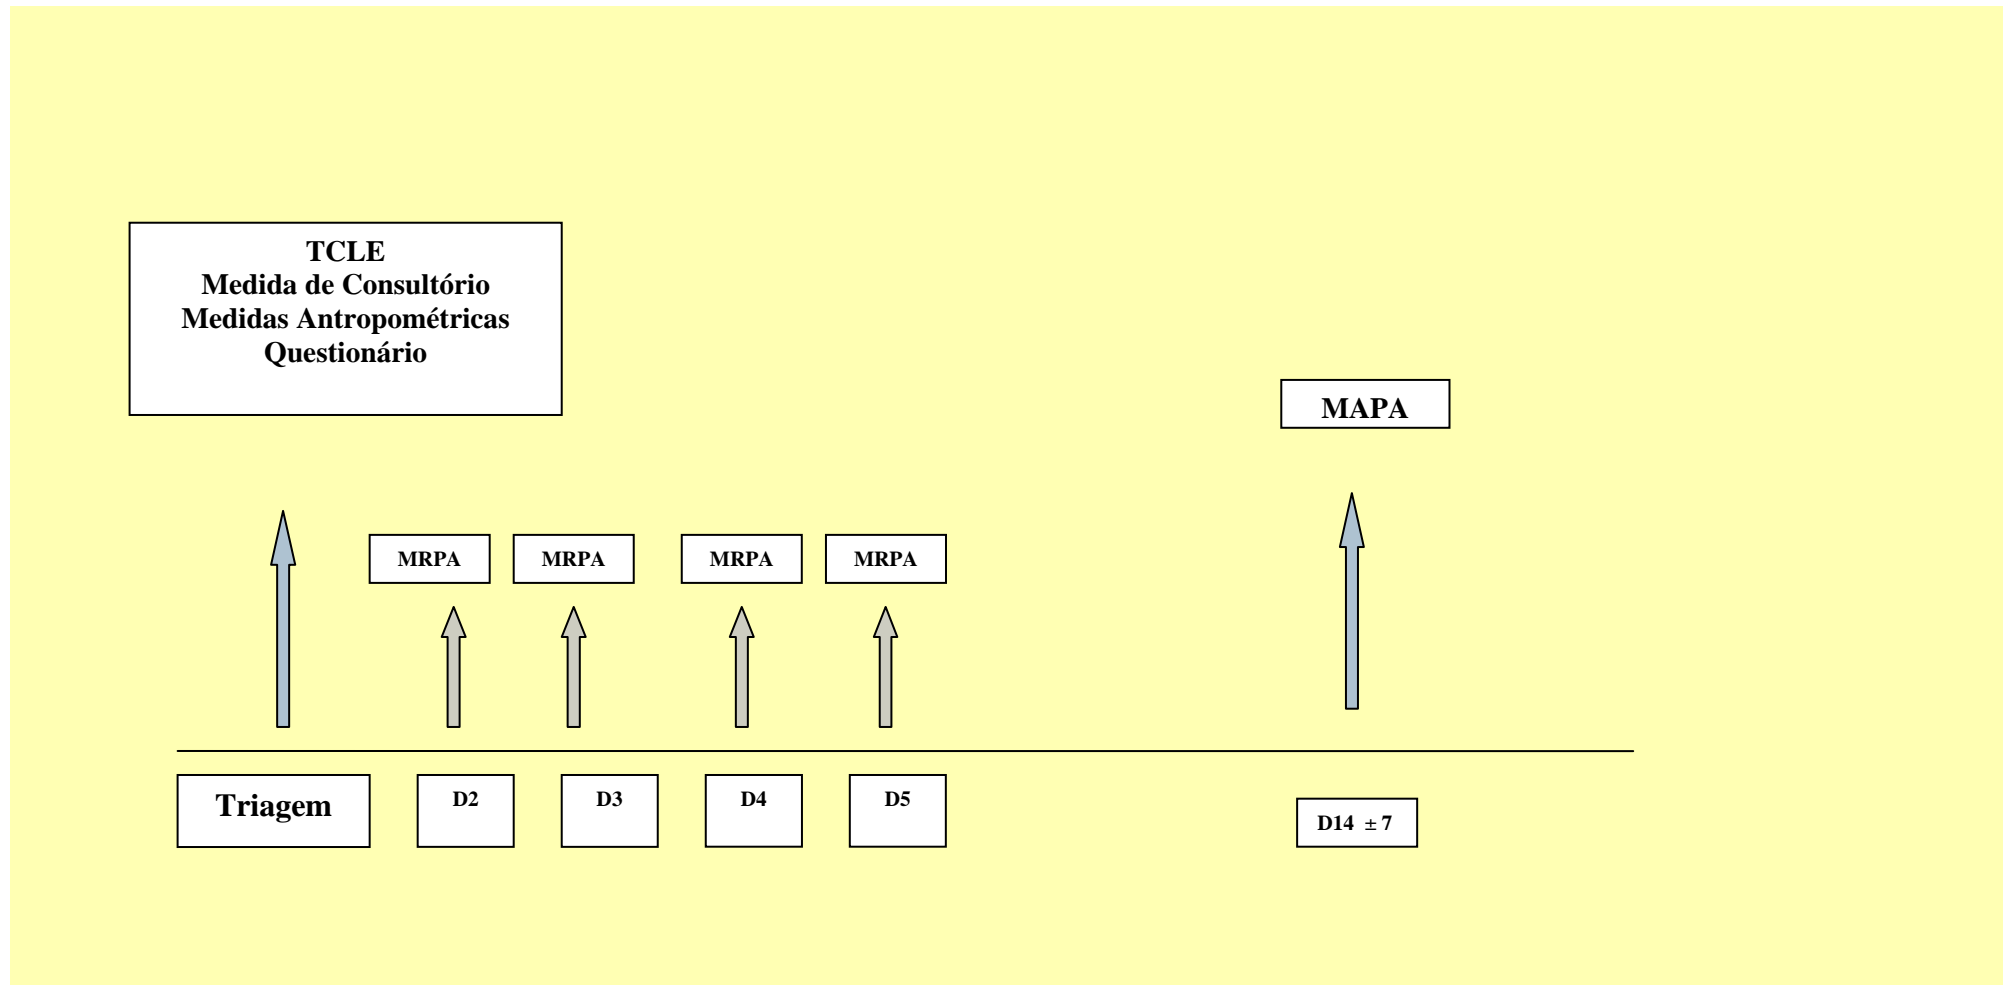 TCLE
Medida de Consultório
Medidas Antropométricas
Questionário
MAPA
MRPA
MRPA
MRPA
MRPA
Triagem
D2
D3
D4
D5
D14 ± 7